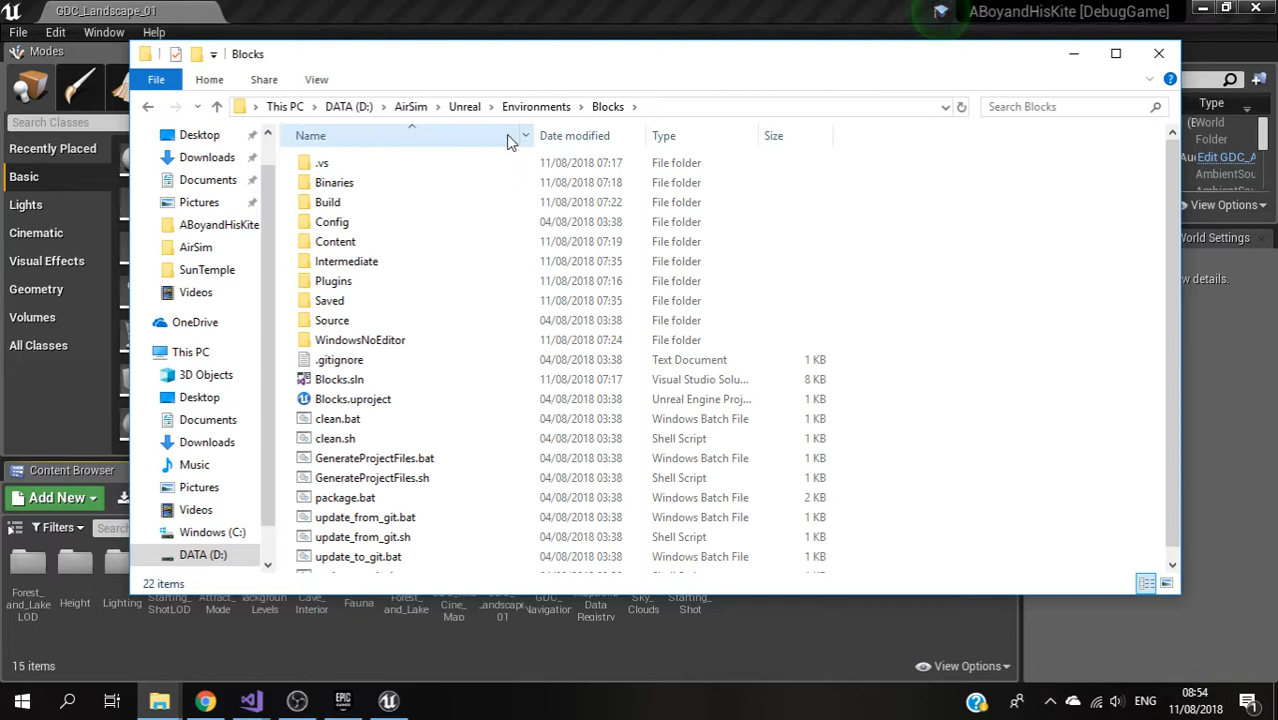 GDC_Landscape_01
ABoyandHisKite [DebugGame]
File Edit Window Help
Modes
Search Classes
Recently Placed
Basic
Lights
Cinematic
Visual Effects
Geometry
Volumes
All Classes
Blocks
File Home Share View
This PC > DATA (D:) > AirSim > Unreal > Environments > Blocks >
Search Blocks
Desktop
Downloads
Documents
Pictures
ABoyandHisKite
AirSim
SunTemple
Videos
OneDrive
This PC
3D Objects
Desktop
Documents
Downloads
Music
Pictures
Videos
Windows (C:)
DATA (D:)
Name Date modified Type Size
.vs 11/08/2018 07:17 File folder
Binaries 11/08/2018 07:18 File folder
Build 11/08/2018 07:22 File folder
Config 04/08/2018 03:38 File folder
Content 11/08/2018 07:19 File folder
Intermediate 11/08/2018 07:35 File folder
Plugins 11/08/2018 07:16 File folder
Saved 11/08/2018 07:35 File folder
Source 04/08/2018 03:38 File folder
WindowsNoEditor 11/08/2018 07:24 File folder
.gitignore 04/08/2018 03:38 Text Document 1 KB
Blocks.sln 11/08/2018 07:17 Visual Studio Solu... 8 KB
Blocks.uproject 04/08/2018 03:38 Unreal Engine Proj... 1 KB
clean.bat 04/08/2018 03:38 Windows Batch File 1 KB
clean.sh 04/08/2018 03:38 Shell Script 1 KB
GenerateProjectFiles.bat 04/08/2018 03:38 Windows Batch File 1 KB
GenerateProjectFiles.sh 04/08/2018 03:38 Shell Script 1 KB
package.bat 04/08/2018 03:38 Windows Batch File 2 KB
update_from_git.bat 04/08/2018 03:38 Windows Batch File 1 KB
update_from_git.sh 04/08/2018 03:38 Shell Script 1 KB
update_to_git.bat 04/08/2018 03:38 Windows Batch File 1 KB
22 items
Type
World
Folder
Edit GDC_A
AmbientSou
View Options
World Settings
view details.
Content Browser
Add New
Filters
Search
Forest_and_Lake LOD
Height
Lighting
Starting_ShotLOD
Attract_Mode
Levels
Cave_Interior
Fauna
Forest_and_Lake
Cine_Map
Landscape 01
GDC_Navigation
Data Registry
Sky_Clouds
Starting_Shot
15 items
View Options
EPIC GAMES
ENG
08:54
11/08/2018
1